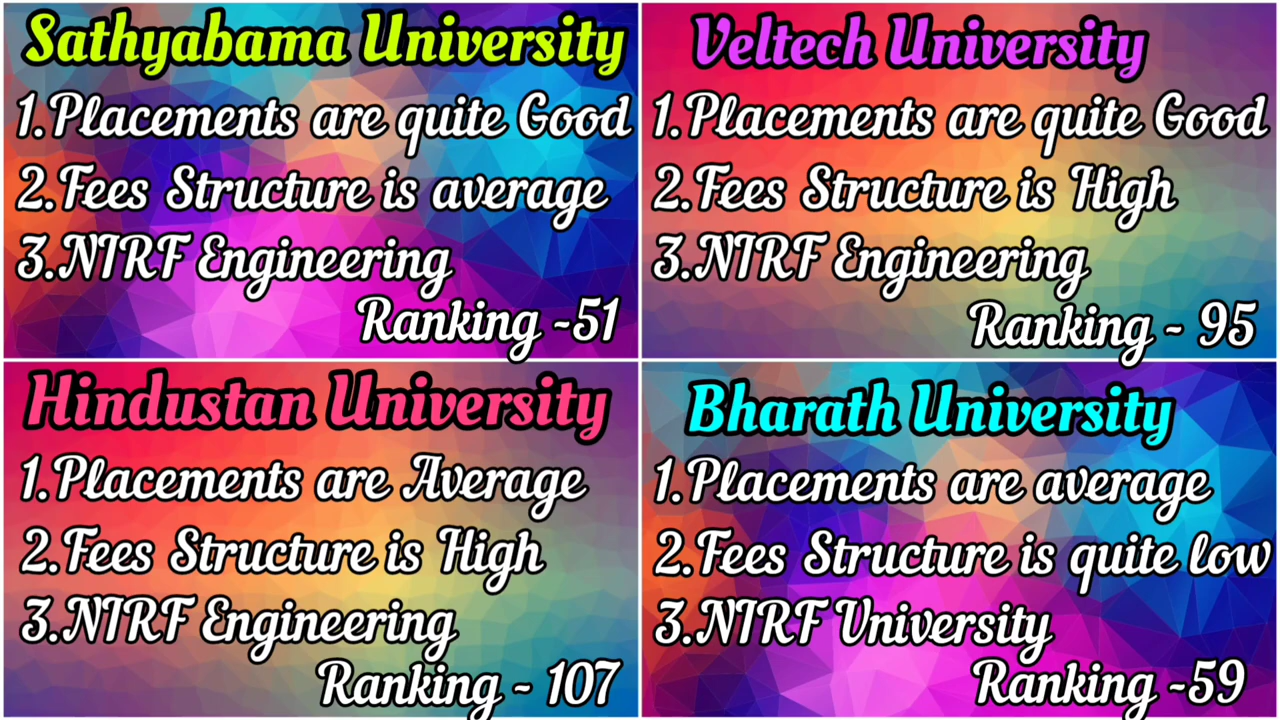 Sathyabama University
1.Placements are quite Good
2.Fees Structure is average
3.NIRF Engineering
Ranking -51
Veltech University
1.Placements are quite Good
2.Fees Structure is High
3.NIRF Engineering
Ranking - 95
Hindustan University
1.Placements are Average
2.Fees Structure is High
3.NIRF Engineering
Ranking - 107
Bharath University
1.Placements are average
2.Fees Structure is quite low
3.NIRF University
Ranking -59